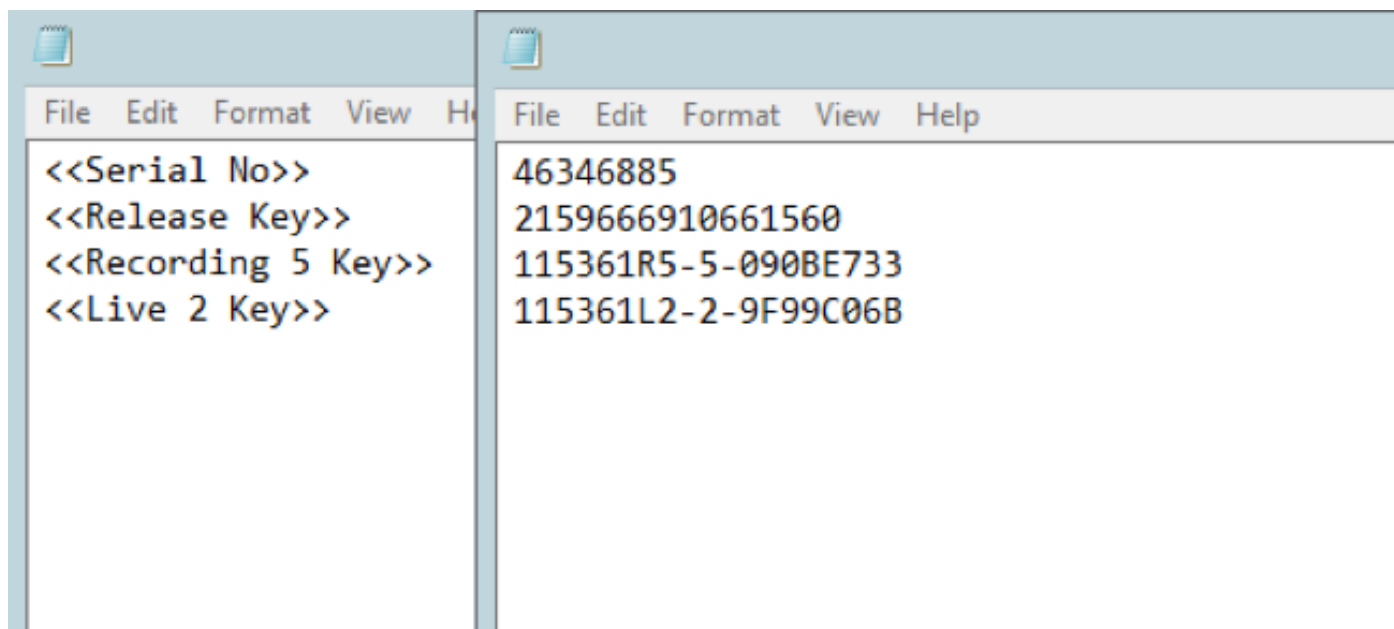 File Edit Format View He
<<Serial No>>
<<Release Key>>
<<Recording 5 Key>>
<<Live 2 Key>>
File Edit Format View Help
46346885
2159666910661560
115361R5-5-090BE733
115361L2-2-9F99C06B